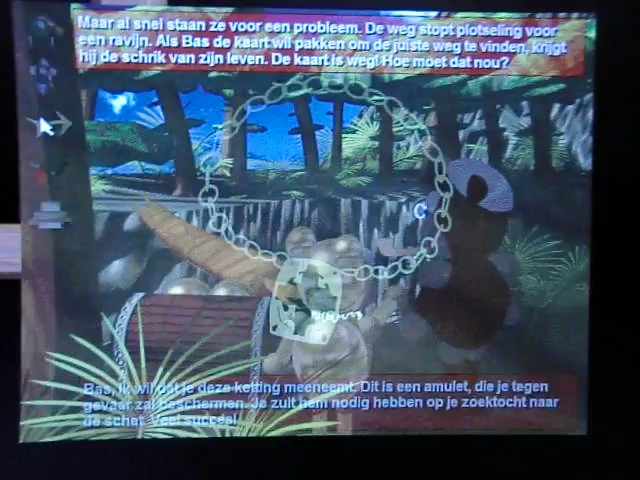 Maar al snel staan ze voor een probleem. De weg stopt plotseling voor
een ravijn. Als Bas de kaart wil pakken om de juiste weg te vinden, krijgt
hij de schrik van zijn leven. De kaart is weg! Hoe moet dat nou?
Bas, ik wil dat je deze ketting meeneemt. Dit is een amulet, die je tegen
gevaar zal beschermen. Je zult hem nodig hebben op je zoektocht naar
de schat. Veel succes!